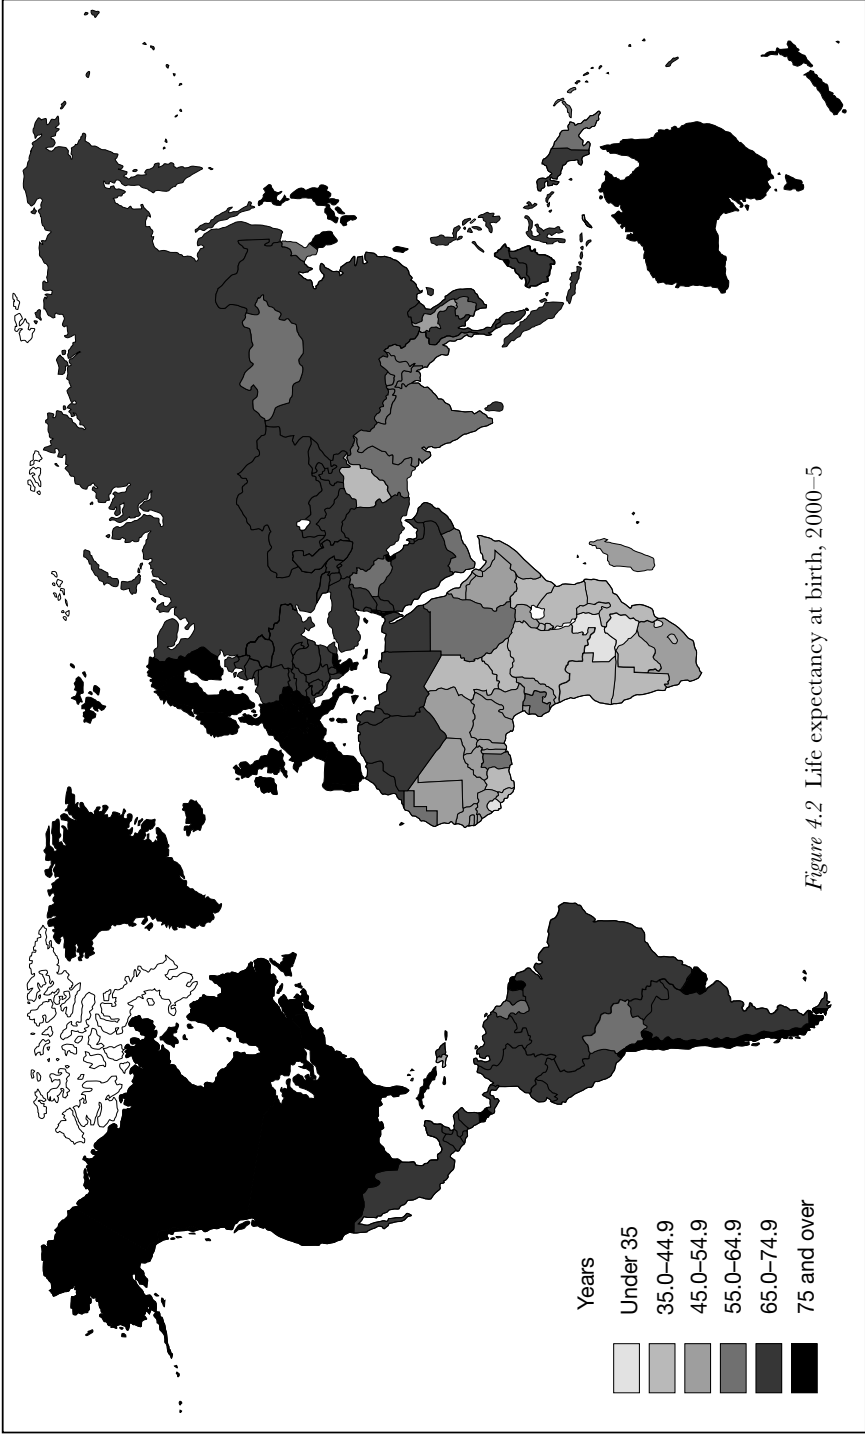 Years
Under 35
35.0–44.9
45.0–54.9
55.0–64.9
65.0–74.9
75 and over
Figure 4.2 Life expectancy at birth, 2000–5